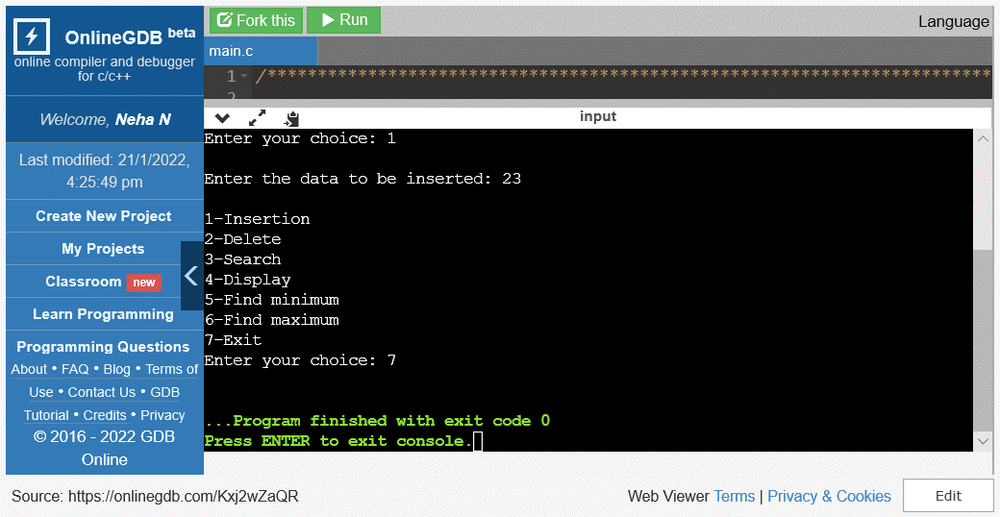 OnlineGDB beta
online compiler and debugger
for c/c++
Welcome, Neha N
Last modified: 21/1/2022,
4:25:49 pm
Create New Project
My Projects
Classroom new
Learn Programming
Programming Questions
About • FAQ • Blog • Terms of
Use • Contact Us • GDB
Tutorial • Credits • Privacy
© 2016 - 2022 GDB
Online
Fork this Run
Language
main.c
1 /*************************************************************************
2
input
Enter your choice: 1
Enter the data to be inserted: 23
1-Insertion
2-Delete
3-Search
4-Display
5-Find minimum
6-Find maximum
7-Exit
Enter your choice: 7
...Program finished with exit code 0
Press ENTER to exit console.
Source: https://onlinegdb.com/Kxj2wZaQR
Web Viewer Terms | Privacy & Cookies
Edit